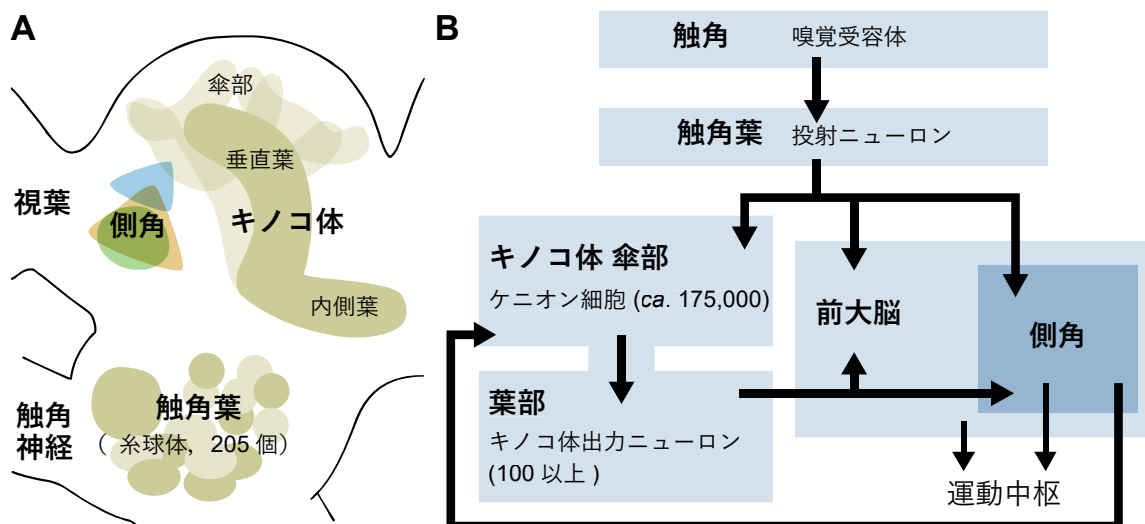 A
傘部
垂直葉
視葉
側角
キノコ体
内側葉
触角葉
触角
神経
( 糸球体, 205 個)
B
触角 嗅覚受容体
触角葉 投射ニューロン
キノコ体 傘部
ケニオン細胞 (ca. 175,000)
前大脳
側角
葉部
キノコ体出力ニューロン
(100 以上 )
運動中枢